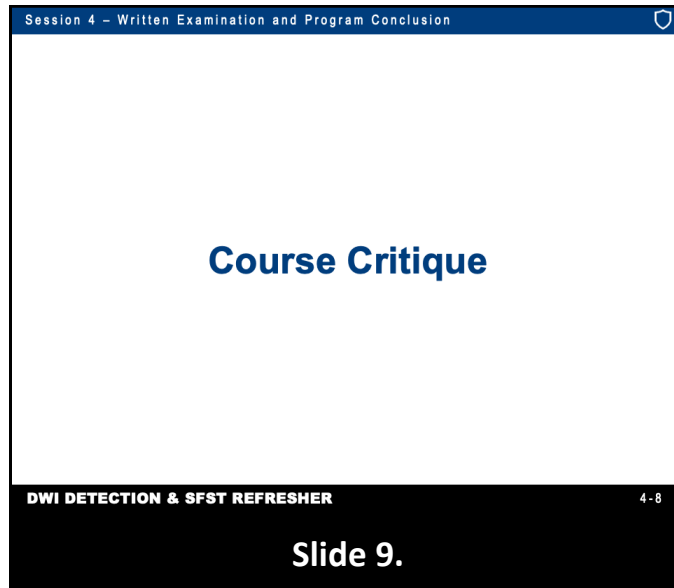 Session 4 – Written Examination and Program Conclusion
Course Critique
DWI DETECTION & SFST REFRESHER 4-8
Slide 9.